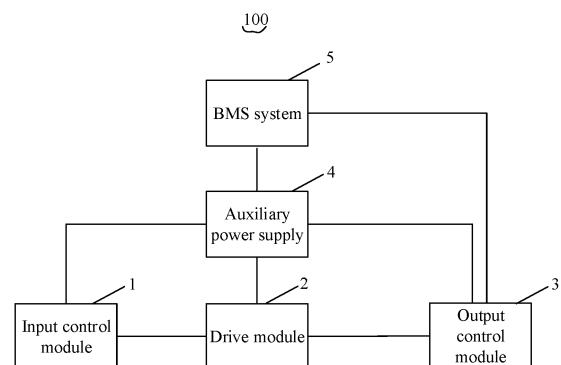 100
5
BMS system
4
Auxiliary
power supply
1
2
3
Input control
module
Drive module
Output
control
module